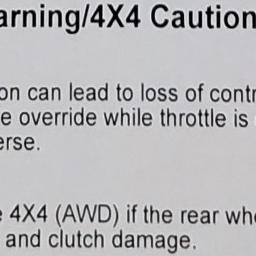 arning/4X4 Caution
on can lead to loss of contr
e override while throttle is
erse.
4X4 (AWD) if the rear whe
and clutch damage.